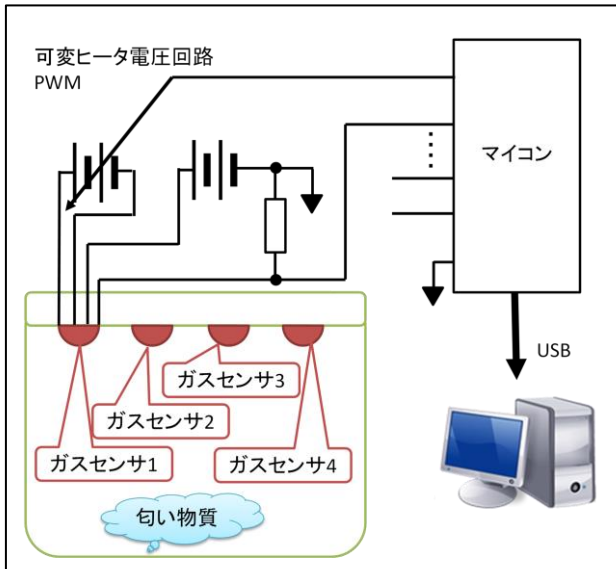 可変ヒータ電圧回路
PWM
マイコン
USB
ガスセンサ3
ガスセンサ2
ガスセンサ1
ガスセンサ4
匂い物質